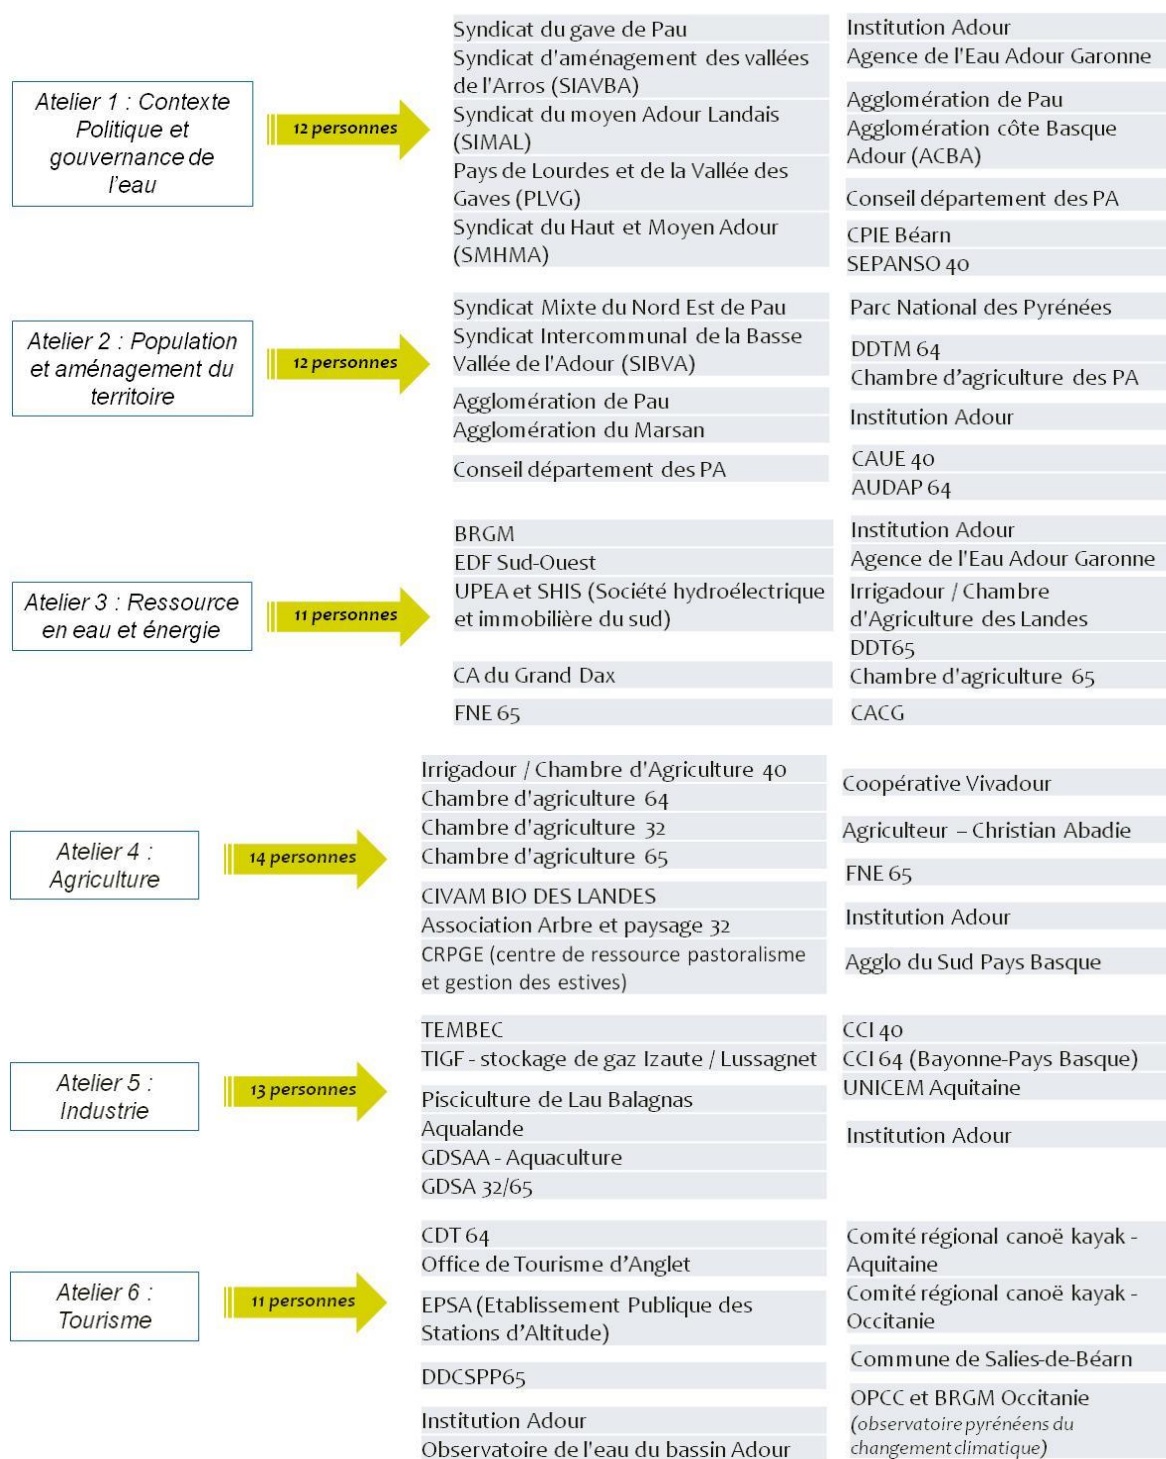 Atelier 1 : Contexte
Politique et
gouvernance de
l'eau
12 personnes
Syndicat du gave de Pau
Syndicat d'aménagement des vallées
de l'Arros (SIAVBA)
Syndicat du moyen Adour Landais
(SIMAL)
Pays de Lourdes et de la Vallée des
Gaves (PLVG)
Syndicat du Haut et Moyen Adour
(SMHMA)
Institution Adour
Agence de l'Eau Adour Garonne
Agglomération de Pau
Agglomération côte Basque
Adour (ACBA)
Conseil département des PA
CPIE Béarn
SEPANSO 40
Atelier 2 : Population
et aménagement du
territoire
12 personnes
Syndicat Mixte du Nord Est de Pau
Syndicat Intercommunal de la Basse
Vallée de l'Adour (SIBVA)
Agglomération de Pau
Agglomération du Marsan
Conseil département des PA
Parc National des Pyrénées
DDTM 64
Chambre d’agriculture des PA
Institution Adour
CAUE 40
AUDAP 64
Atelier 3 : Ressource
en eau et énergie
11 personnes
BRGM
EDF Sud-Ouest
UPEA et SHIS (Société hydroélectrique
et immobilière du sud)
CA du Grand Dax
FNE 65
Institution Adour
Agence de l'Eau Adour Garonne
Irrigadour / Chambre
d'Agriculture des Landes
DDT65
Chambre d'agriculture 65
CACG
Atelier 4 :
Agriculture
14 personnes
Irrigadour / Chambre d'Agriculture 40
Chambre d'agriculture 64
Chambre d'agriculture 32
Chambre d'agriculture 65
CIVAM BIO DES LANDES
Association Arbre et paysage 32
CRPGE (centre de ressource pastoralisme
et gestion des estives)
Coopérative Vivadour
Agriculteur – Christian Abadie
FNE 65
Institution Adour
Agglo du Sud Pays Basque
Atelier 5 :
Industrie
13 personnes
TEMBEC
TIGF - stockage de gaz Izaute / Lussagnet
Pisciculture de Lau Balagnas
Aqualande
GDSAA - Aquaculture
GDSA 32/65
CCI 40
CCI 64 (Bayonne-Pays Basque)
UNICEM Aquitaine
Institution Adour
Atelier 6 :
Tourisme
11 personnes
CDT 64
Office de Tourisme d’Anglet
EPSA (Etablissement Publique des
Stations d’Altitude)
DDCSPP65
Institution Adour
Observatoire de l'eau du bassin Adour
Comité régional canoë kayak -
Aquitaine
Comité régional canoë kayak -
Occitanie
Commune de Salies-de-Béarn
OPCC et BRGM Occitanie
(observatoire pyrénéens du
changement climatique)